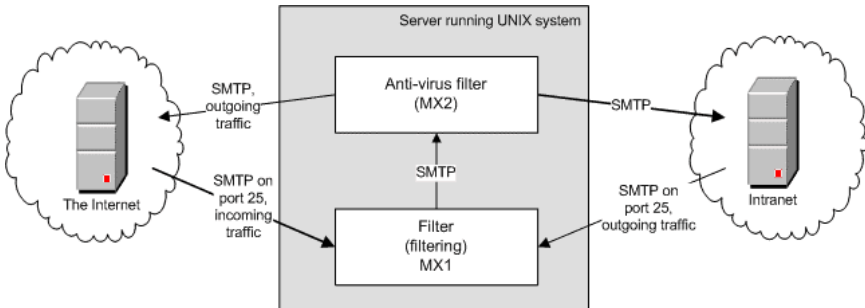 Server running UNIX system
Anti-virus filter
(MX2)
SMTP,
outgoing
traffic
SMTP
SMTP
The Internet
SMTP on
port 25,
incoming
traffic
Filter
(filtering)
MX1
SMTP on
port 25,
outgoing traffic
Intranet